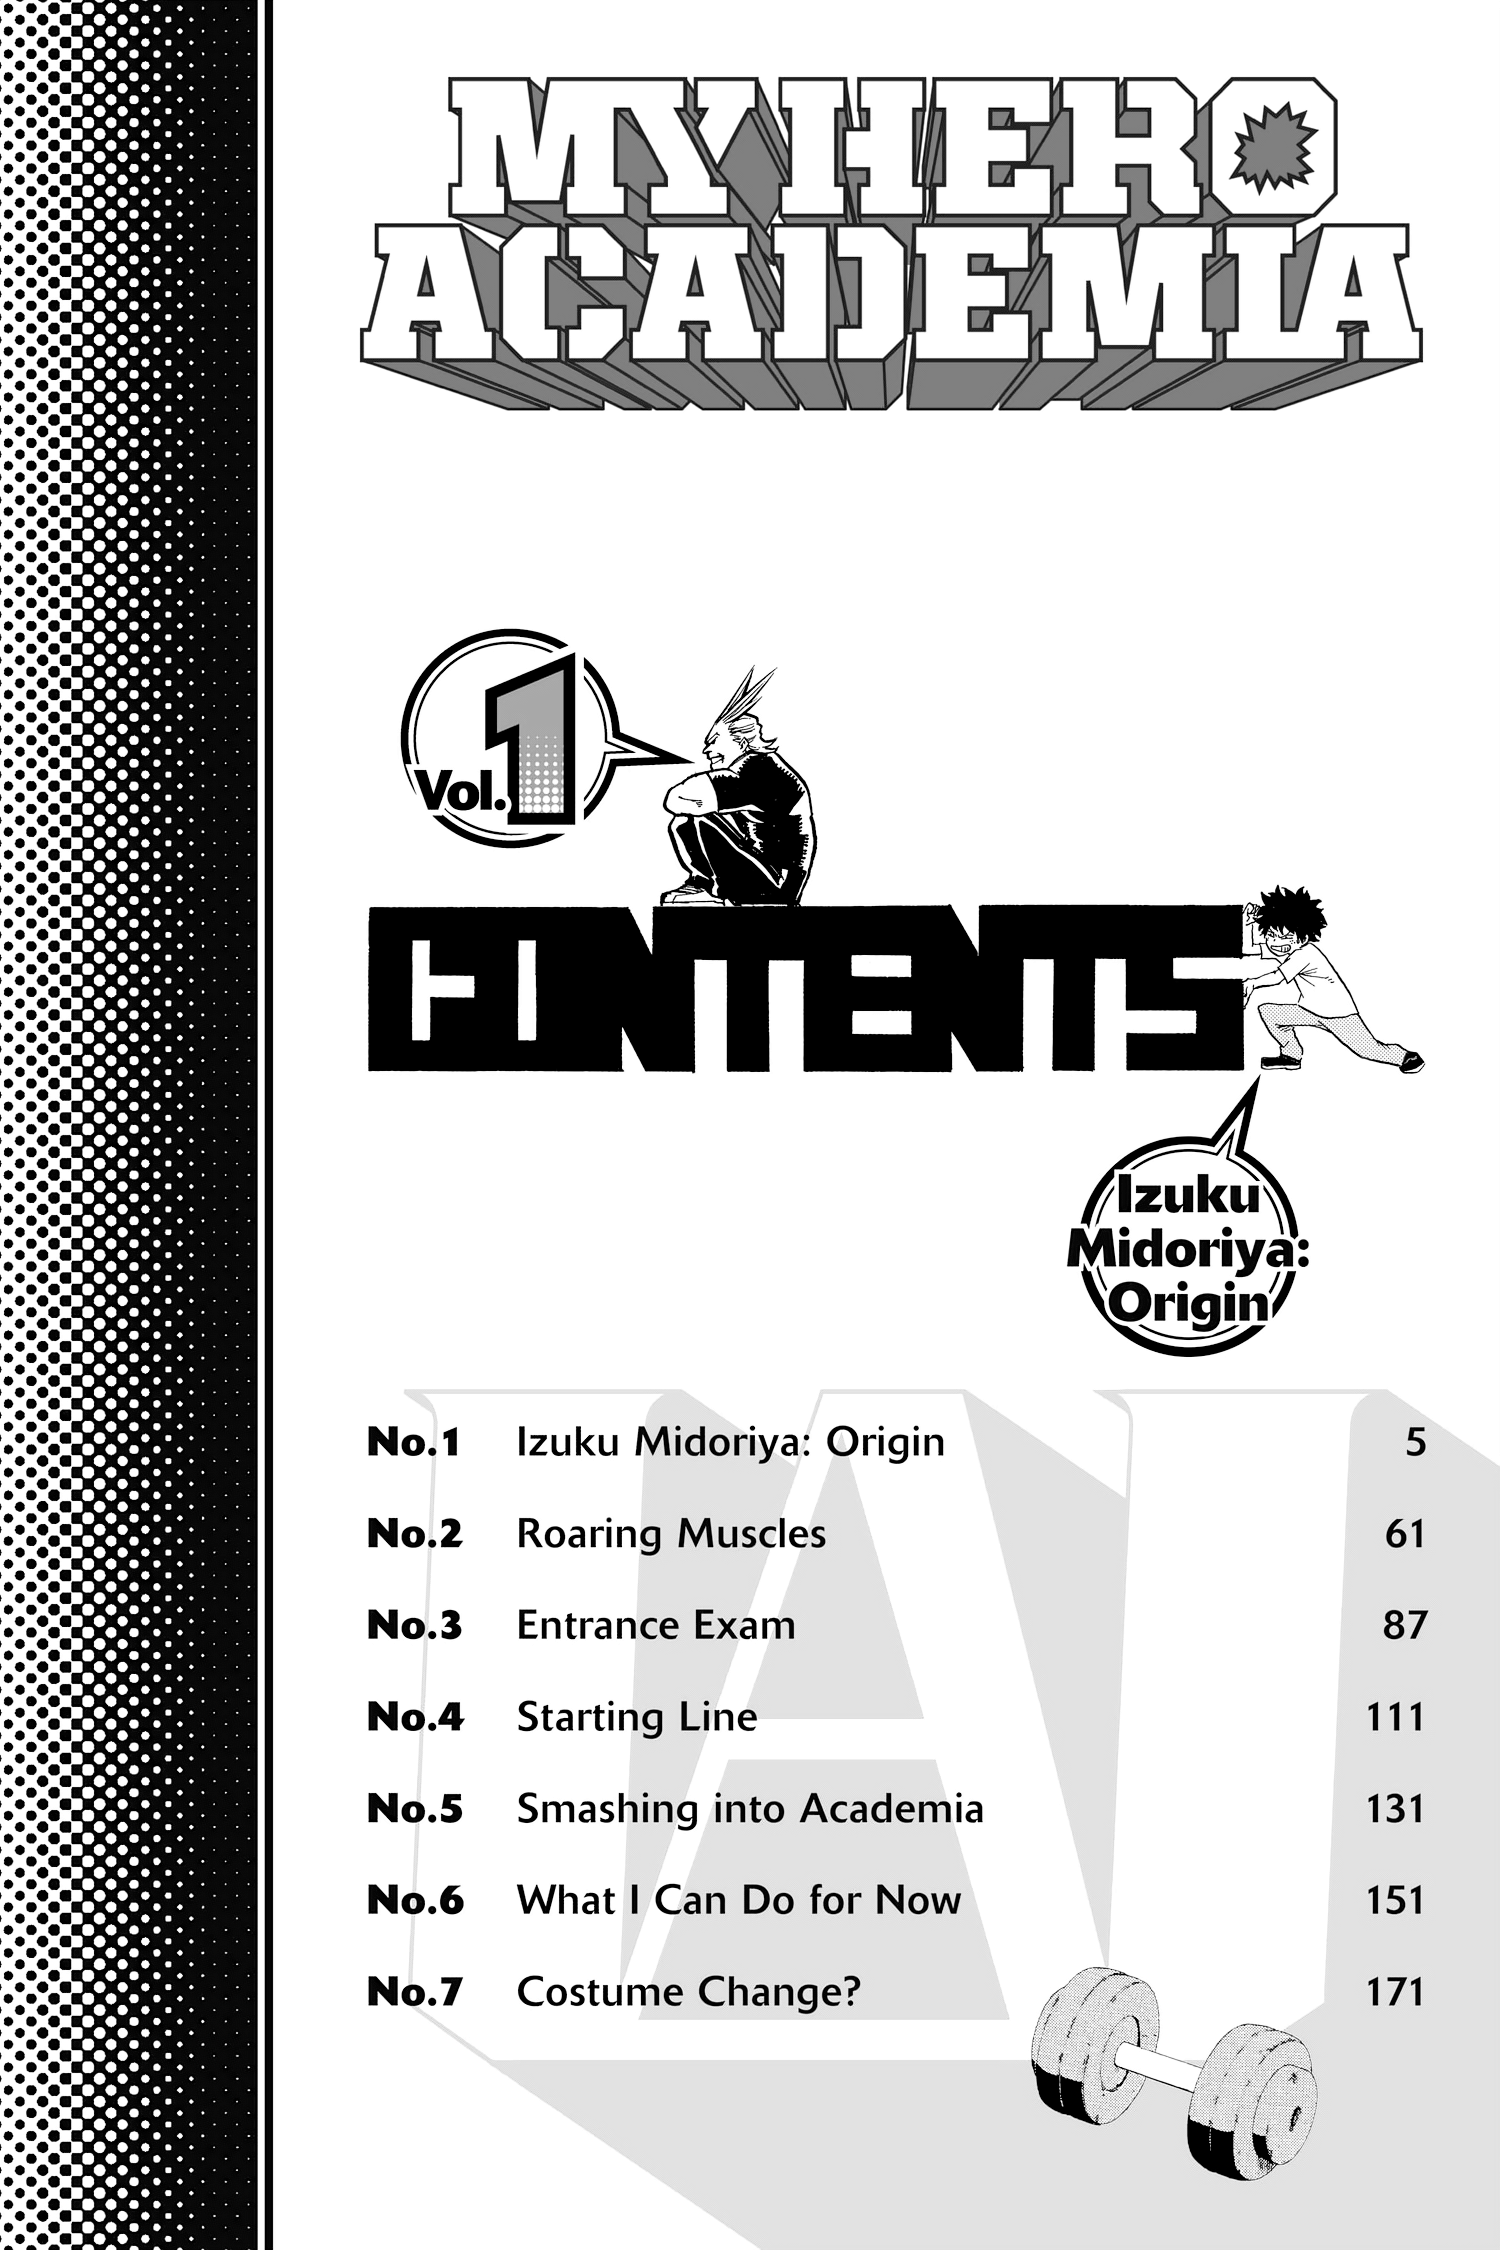 MY HERO
ACADEMIA
Vol.1
CONTENTS
Izuku
Midoriya:
Origin
No.1 Izuku Midoriya: Origin 5
No.2 Roaring Muscles 61
No.3 Entrance Exam 87
No.4 Starting Line 111
No.5 Smashing into Academia 131
No.6 What I Can Do for Now 151
No.7 Costume Change? 171